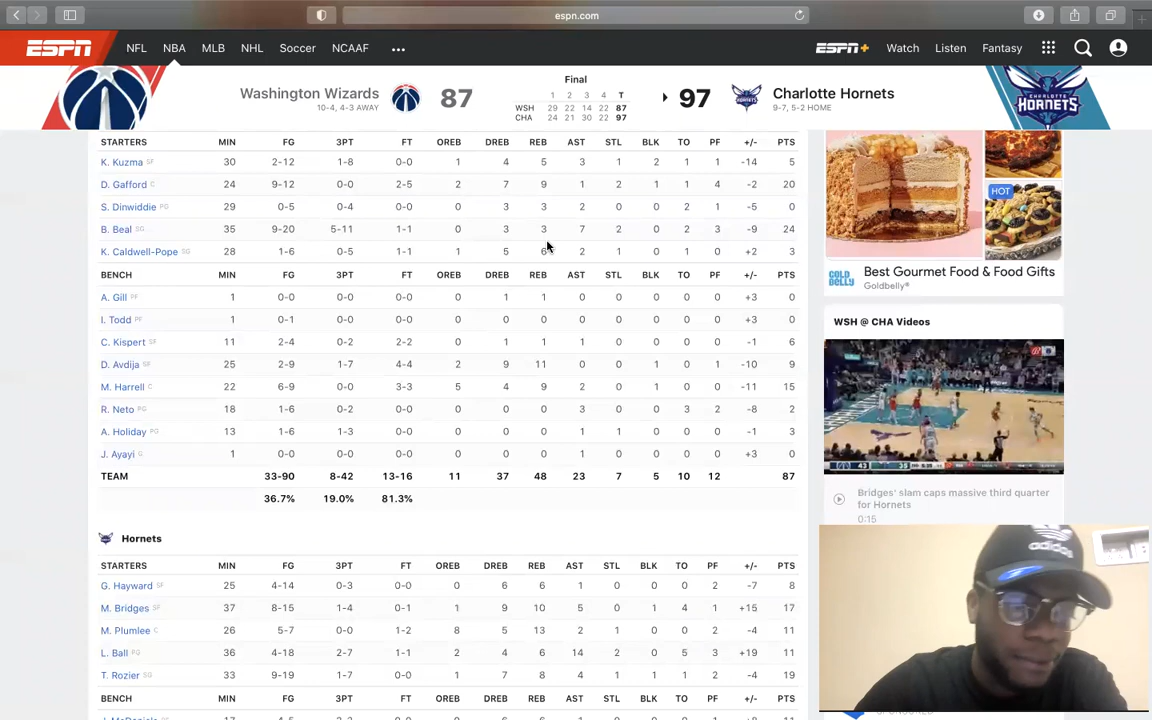 espn.com
ESPN NFL NBA MLB NHL Soccer NCAAF ESPN+ Watch Listen Fantasy
Washington Wizards 87
10-4, 4-3 AWAY
Final
1 2 3 4 T
WSH 29 22 14 22 87
CHA 24 21 30 22 97
97 Charlotte Hornets
9-7, 5-2 HOME
STARTERS MIN FG 3PT FT OREB DREB REB AST STL BLK TO PF +/- PTS
K. Kuzma SF 30 2-12 1-8 0-0 1 4 5 3 1 2 1 1 -14 5
D. Gafford C 24 9-12 0-0 2-5 2 7 9 1 2 1 1 4 -2 20
S. Dinwiddie PG 29 0-5 0-4 0-0 0 3 3 2 0 0 2 1 -5 0
B. Beal SG 35 9-20 5-11 1-1 0 3 3 7 2 0 2 3 -9 24
K. Caldwell-Pope SG 28 1-6 0-5 1-1 1 5 6 2 1 0 1 0 +2 3
BENCH MIN FG 3PT FT OREB DREB REB AST STL BLK TO PF +/- PTS
A. Gill PF 1 0-0 0-0 0-0 0 1 1 0 0 0 0 0 +3 0
I. Todd PF 1 0-1 0-0 0-0 0 0 0 0 0 0 0 0 +3 0
C. Kispert SF 11 2-4 0-2 2-2 0 1 1 1 0 0 0 0 -1 6
D. Avdija SF 25 2-9 1-7 4-4 2 9 11 0 0 1 0 1 -10 9
M. Harrell C 22 6-9 0-0 3-3 5 4 9 2 0 1 0 0 -11 15
R. Neto PG 18 1-6 0-2 0-0 0 0 0 3 0 0 3 2 -8 2
A. Holiday PG 13 1-6 1-3 0-0 0 0 0 1 1 0 0 0 -1 3
J. Ayayi G 1 0-0 0-0 0-0 0 0 0 1 0 0 0 0 +3 0
TEAM 33-90 8-42 13-16 11 37 48 23 7 5 10 12 87
36.7% 19.0% 81.3%
Hornets
STARTERS MIN FG 3PT FT OREB DREB REB AST STL BLK TO PF +/- PTS
G. Hayward SF 25 4-14 0-3 0-0 0 6 6 1 0 0 0 2 -7 8
M. Bridges SF 37 8-15 1-4 0-1 1 9 10 5 0 1 4 1 +15 17
M. Plumlee C 26 5-7 0-0 1-2 8 5 13 2 1 0 0 2 -4 11
L. Ball PG 36 4-18 2-7 1-1 2 4 6 14 2 0 5 3 +19 11
T. Rozier SG 33 9-19 1-7 0-0 1 7 8 4 1 1 1 2 -4 19
BENCH MIN FG 3PT FT OREB DREB REB AST STL BLK TO PF +/- PTS
HOT
GOLDBELLY
Best Gourmet Food & Food Gifts
Goldbelly®
WSH @ CHA Videos
Bridges' slam caps massive third quarter
for Hornets
0:15
adidas